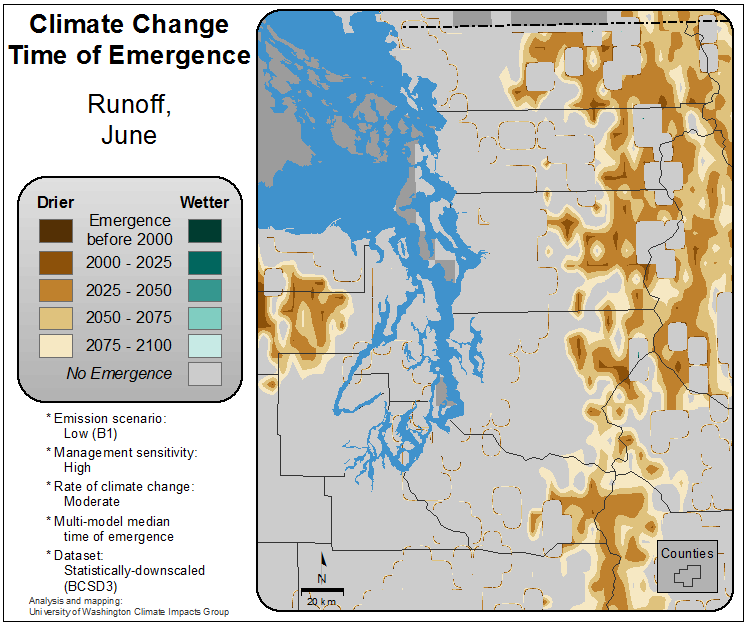 Climate Change
Time of Emergence
Runoff,
June
Drier
Wetter
Emergence
before 2000
2000 - 2025
2025 - 2050
2050 - 2075
2075 - 2100
No Emergence
* Emission scenario:
Low (B1)
* Management sensitivity:
High
* Rate of climate change:
Moderate
* Multi-model median
time of emergence
* Dataset:
Statistically-downscaled
(BCSD3)
Analysis and mapping:
University of Washington Climate Impacts Group
N
20 km
Counties